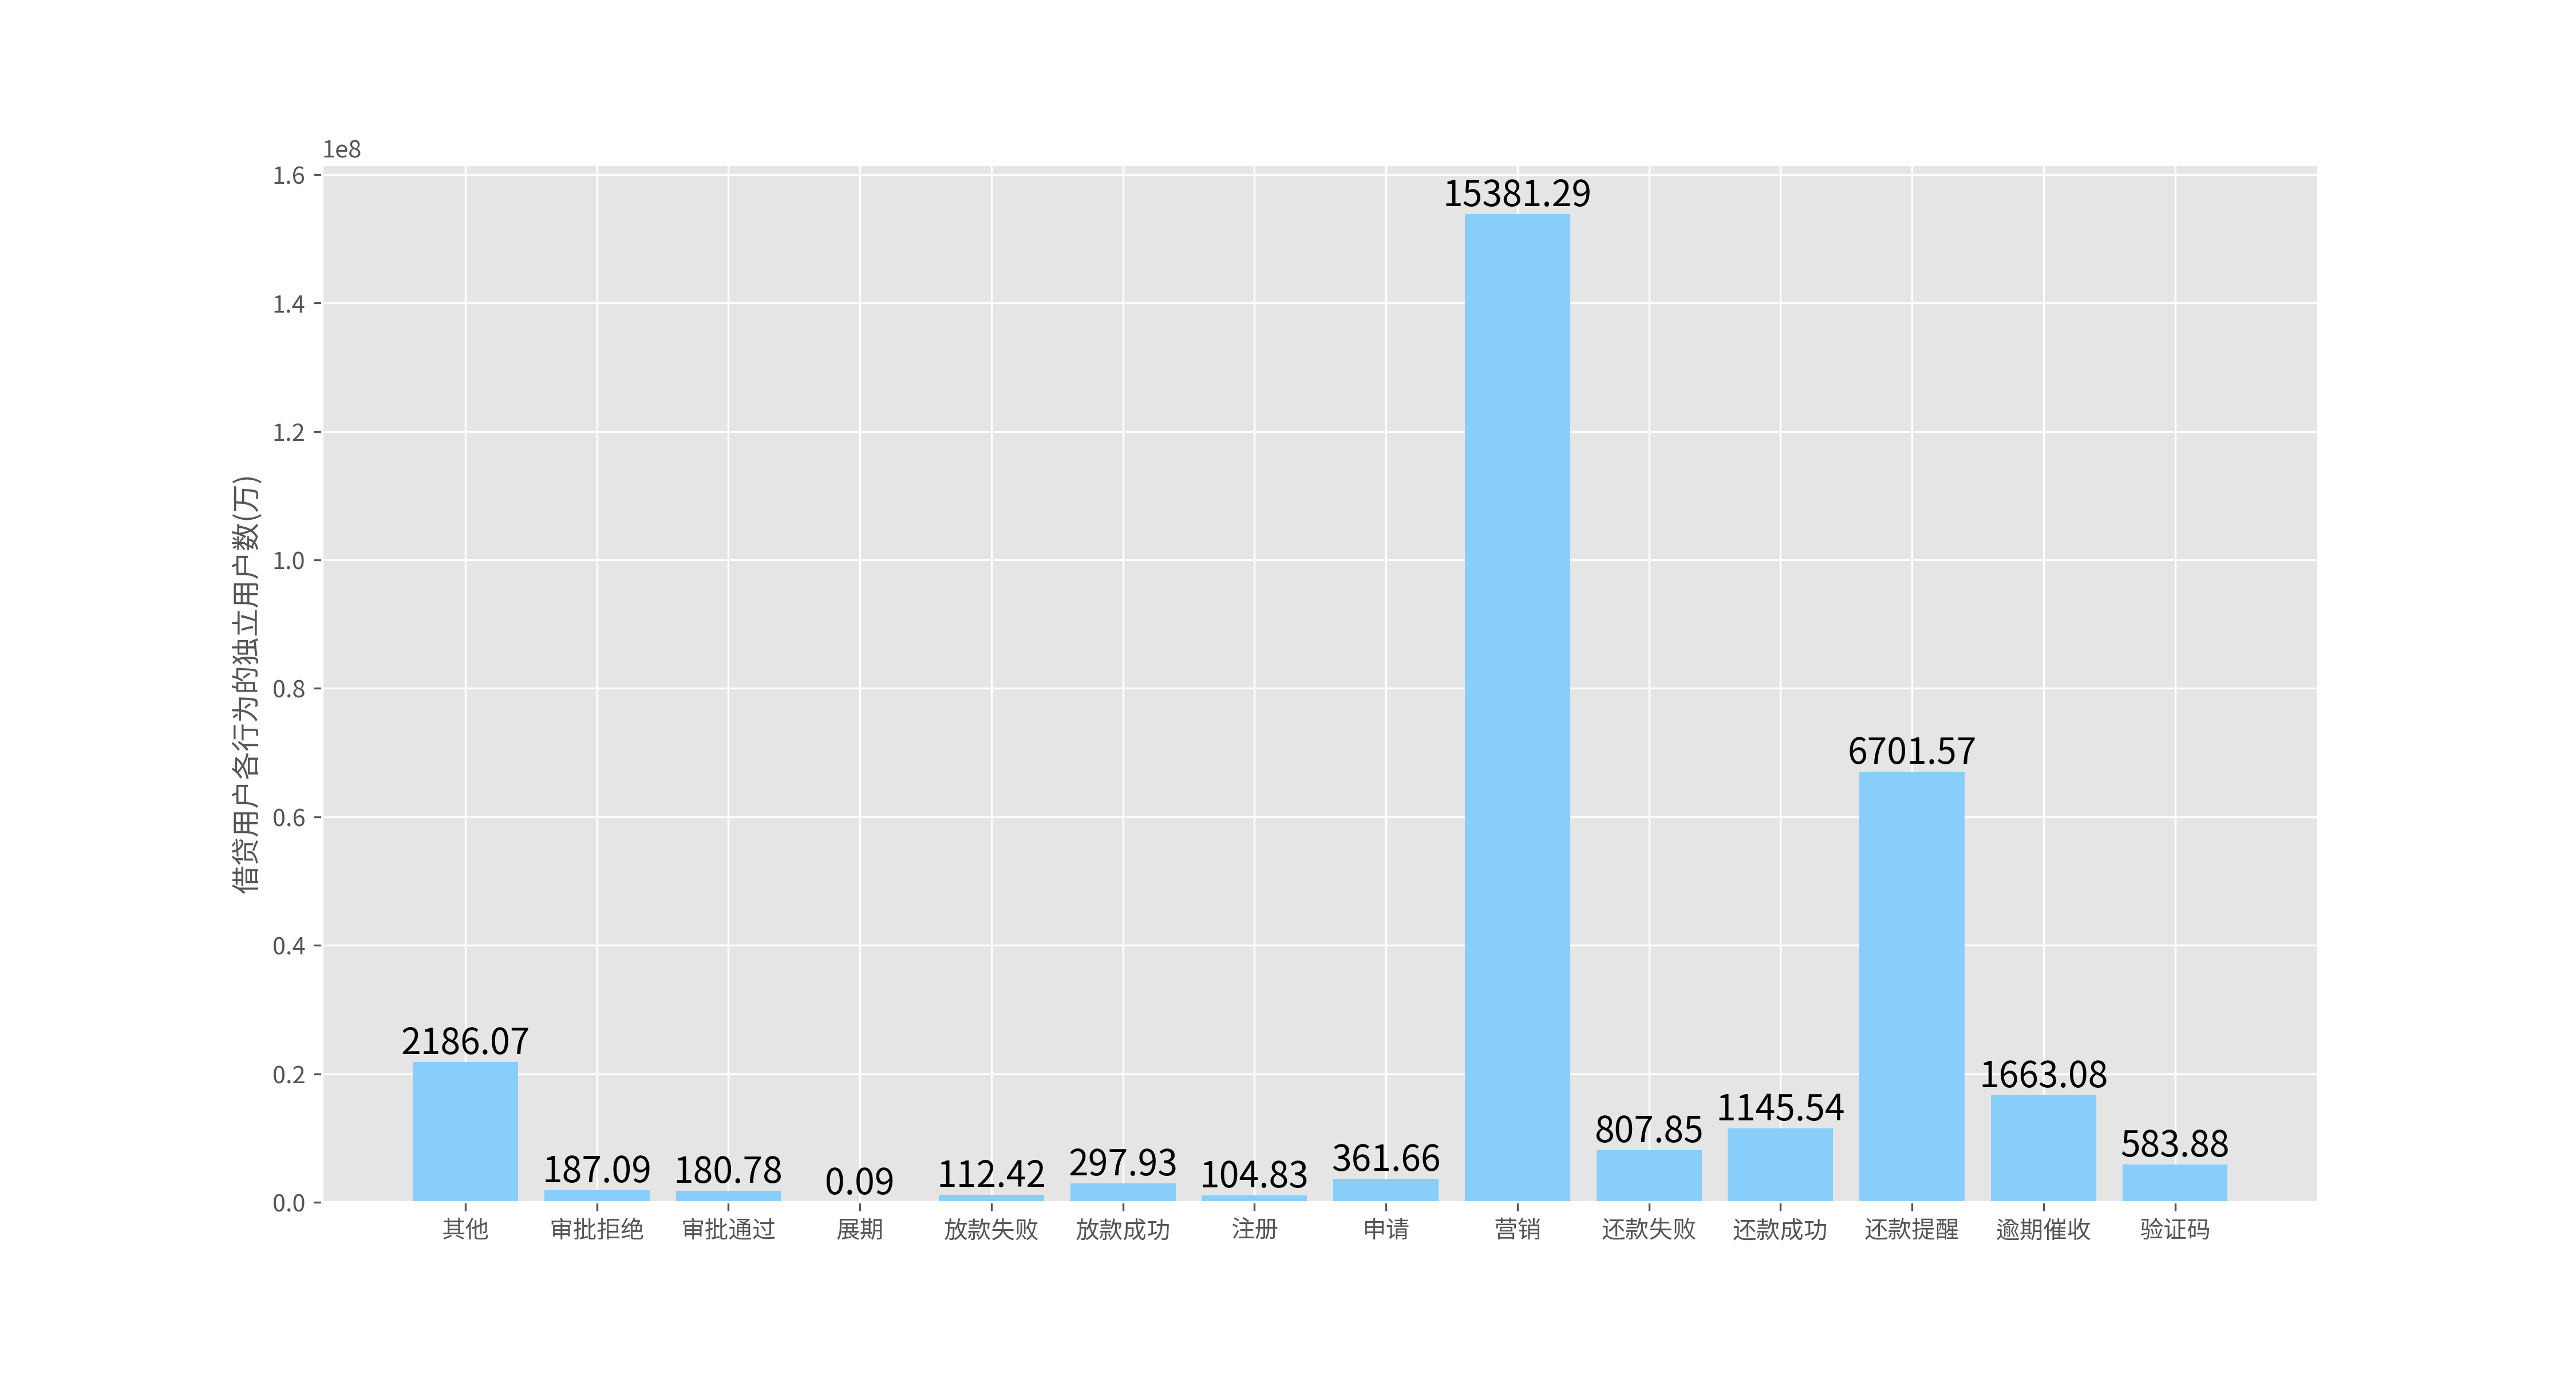 1e8
1.6
1.4
1.2
1.0
0.8
0.6
0.4
0.2
0.0
借贷用户各行为的独立用户数(万)
2186.07
187.09
180.78
0.09
112.42
297.93
104.83
361.66
15381.29
807.85
1145.54
6701.57
1663.08
583.88
其他
审批拒绝
审批通过
展期
放款失败
放款成功
注册
申请
营销
还款失败
还款成功
还款提醒
逾期催收
验证码